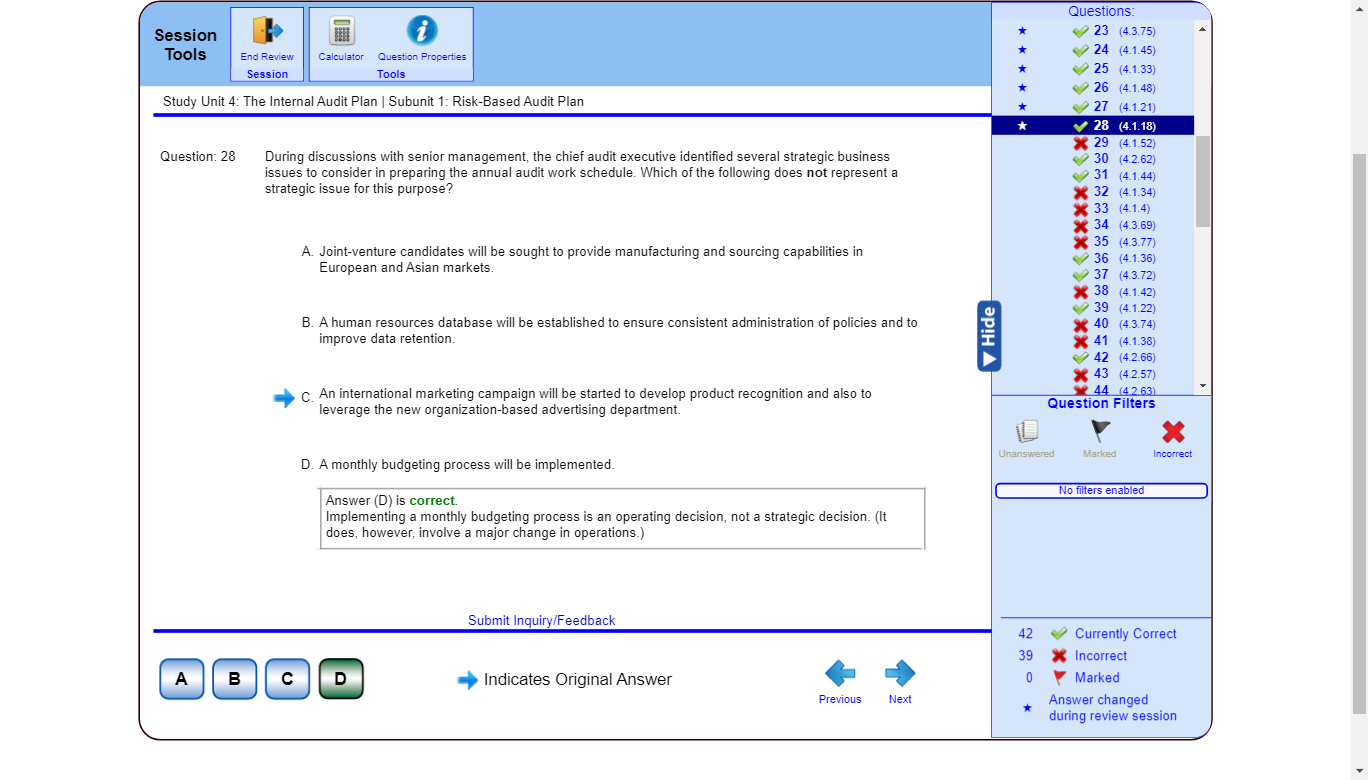 Session
Tools
End Review
Session
Calculator
Question Properties
Tools
Study Unit 4: The Internal Audit Plan | Subunit 1: Risk-Based Audit Plan
Question: 28
During discussions with senior management, the chief audit executive identified several strategic business
issues to consider in preparing the annual audit work schedule. Which of the following does not represent a
strategic issue for this purpose?
A. Joint-venture candidates will be sought to provide manufacturing and sourcing capabilities in
European and Asian markets.
B. A human resources database will be established to ensure consistent administration of policies and to
improve data retention.
C. An international marketing campaign will be started to develop product recognition and also to
leverage the new organization-based advertising department.
D. A monthly budgeting process will be implemented.
Answer (D) is correct.
Implementing a monthly budgeting process is an operating decision, not a strategic decision. (It
does, however, involve a major change in operations.)
Submit Inquiry/Feedback
A
B
C
D
Indicates Original Answer
Previous
Next
Questions:
23 (4.3.75)
24 (4.1.45)
25 (4.1.33)
26 (4.1.48)
27 (4.1.21)
28 (4.1.18)
29 (4.1.52)
30 (4.2.62)
31 (4.1.44)
32 (4.1.34)
33 (4.1.4)
34 (4.3.69)
35 (4.3.77)
36 (4.1.36)
37 (4.3.72)
38 (4.1.42)
39 (4.1.22)
40 (4.3.74)
41 (4.1.38)
42 (4.2.66)
43 (4.2.57)
44 (4.2.63)
Hide
Question Filters
Unanswered
Marked
Incorrect
No filters enabled
42 Currently Correct
39 Incorrect
0 Marked
Answer changed
during review session